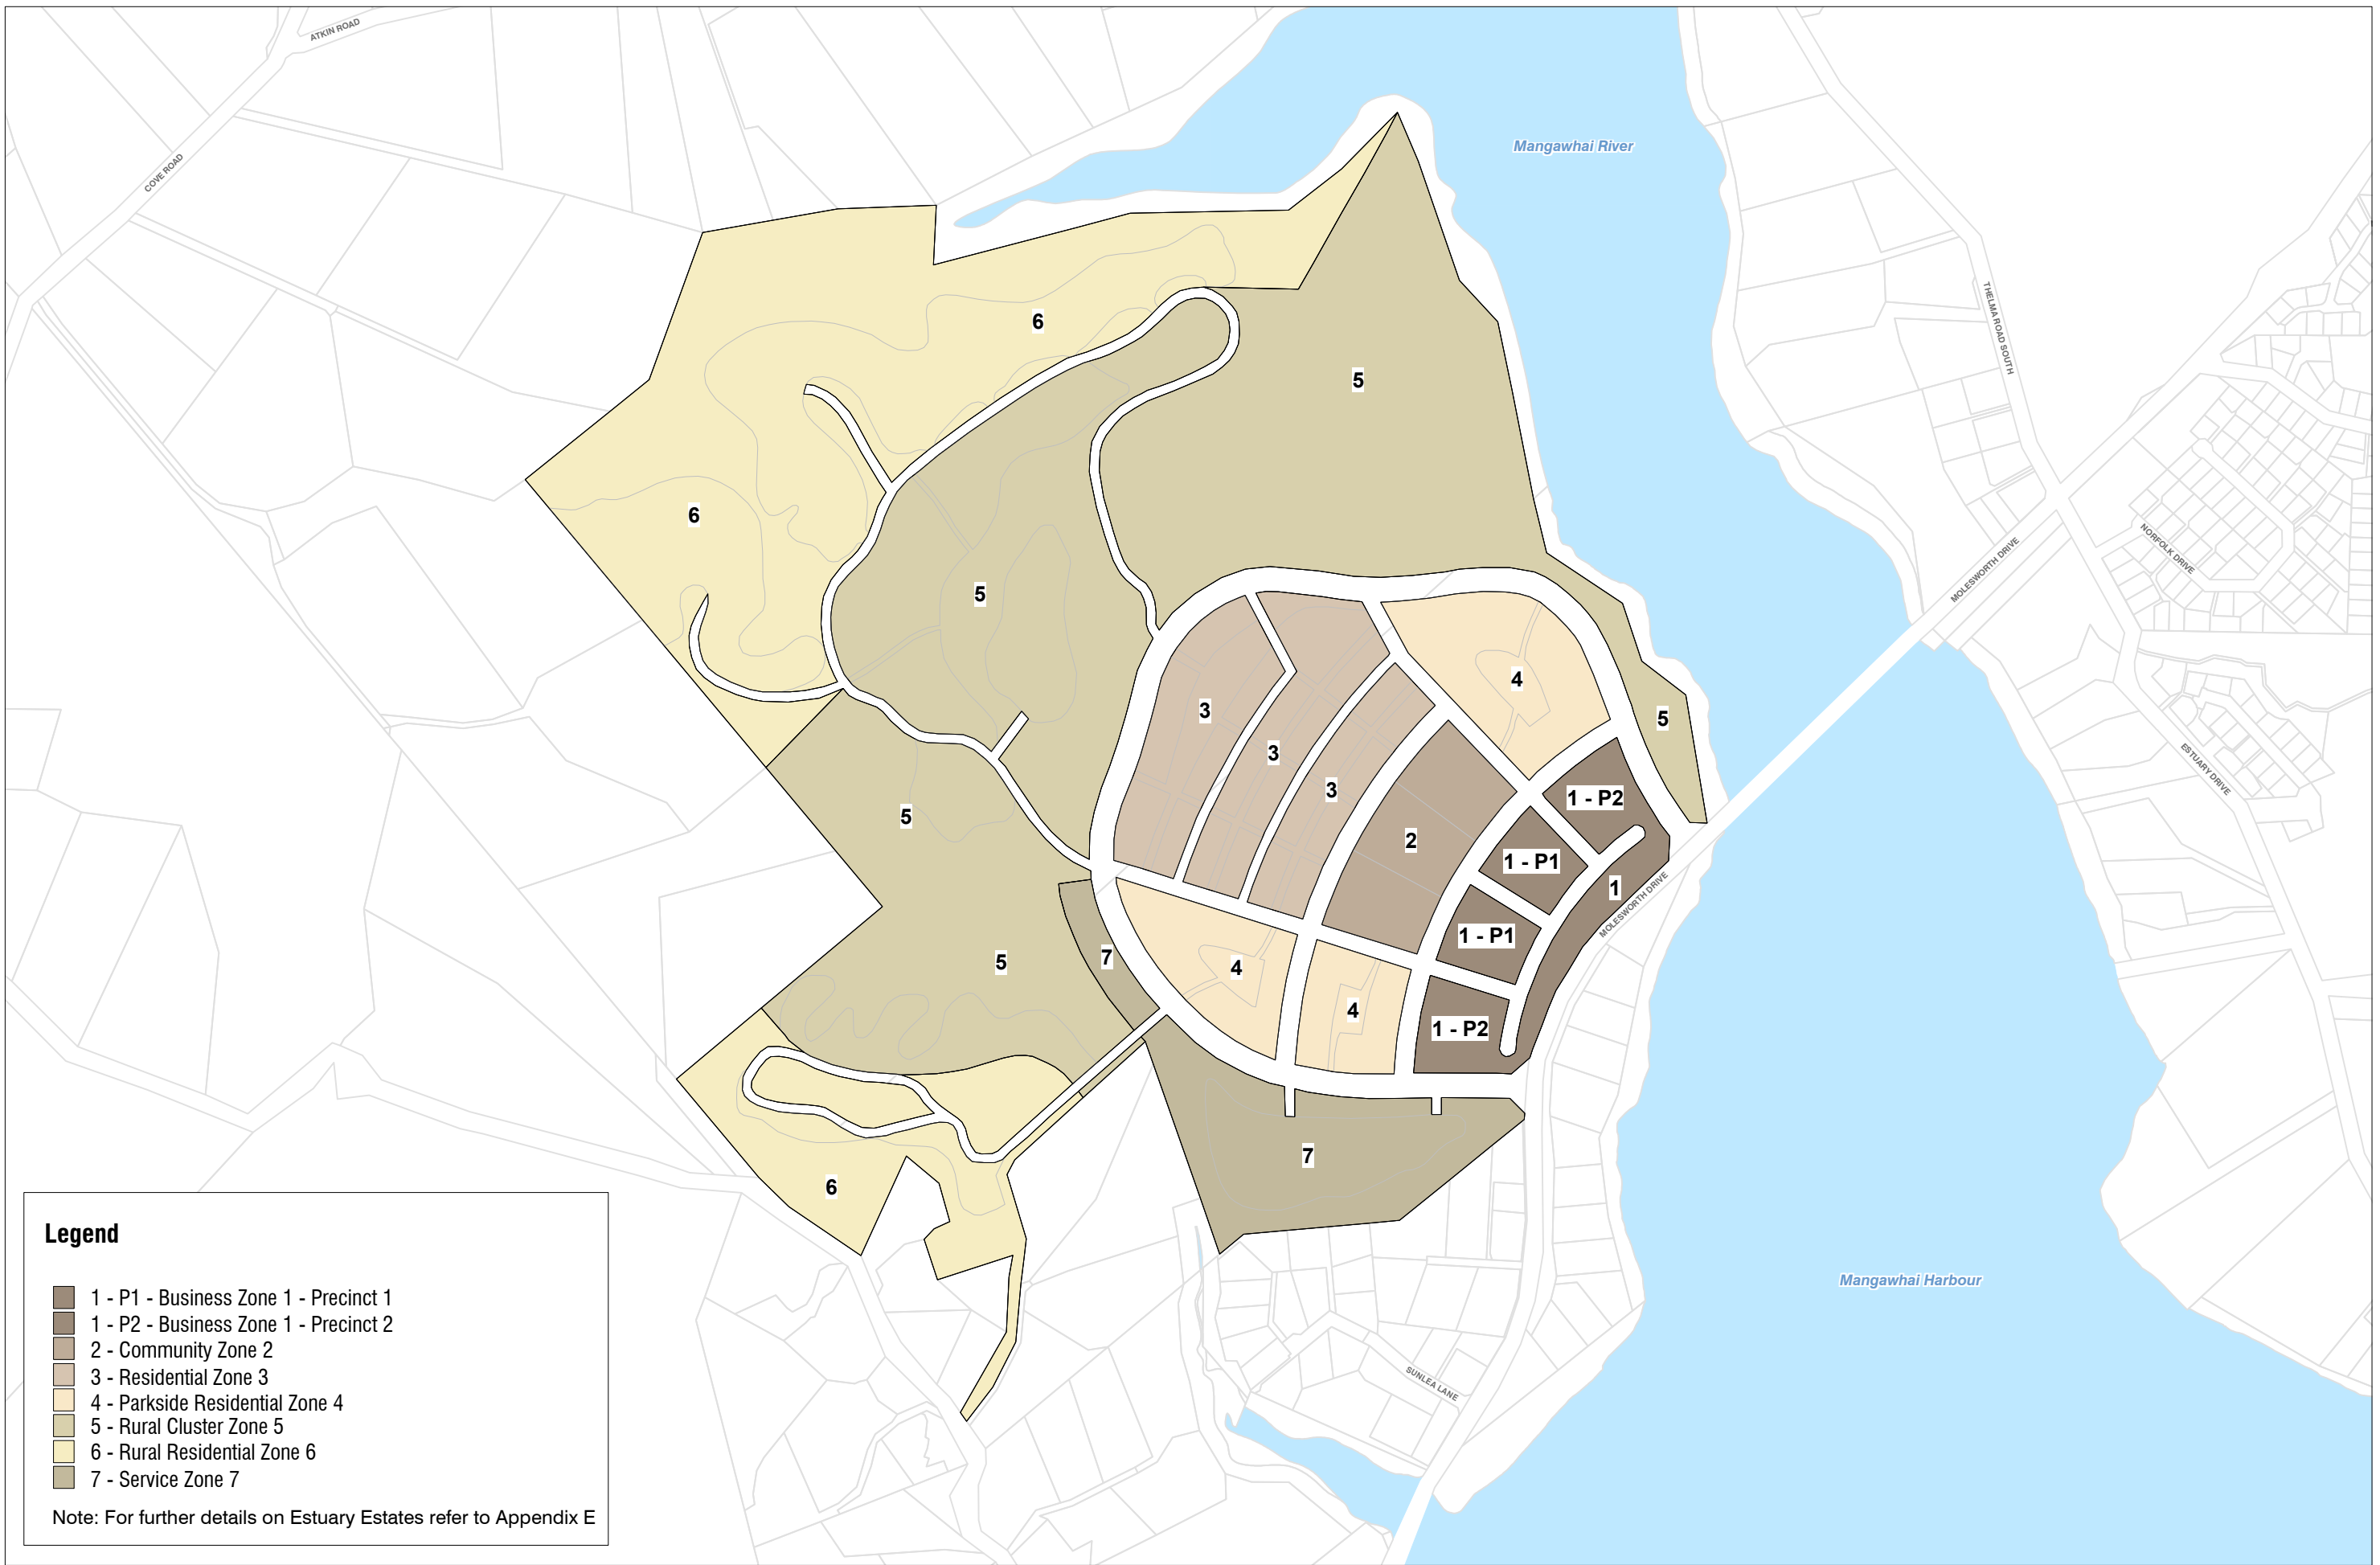 ATKIN ROAD
COVE ROAD
Mangawhai River
THELMA ROAD SOUTH
6
5
6
NORFOLK DRIVE
MOLESWORTH DRIVE
5
4
3
5
3
ESTUARY DRIVE
3
1 - P2
5
2
1 - P1
1
MOLESWORTH DRIVE
1 - P1
7
5
4
4
1 - P2
7
6
Mangawhai Harbour
SUNLEA LANE
Legend
1 - P1 - Business Zone 1 - Precinct 1
1 - P2 - Business Zone 1 - Precinct 2
2 - Community Zone 2
3 - Residential Zone 3
4 - Parkside Residential Zone 4
5 - Rural Cluster Zone 5
6 - Rural Residential Zone 6
7 - Service Zone 7
Note: For further details on Estuary Estates refer to Appendix E